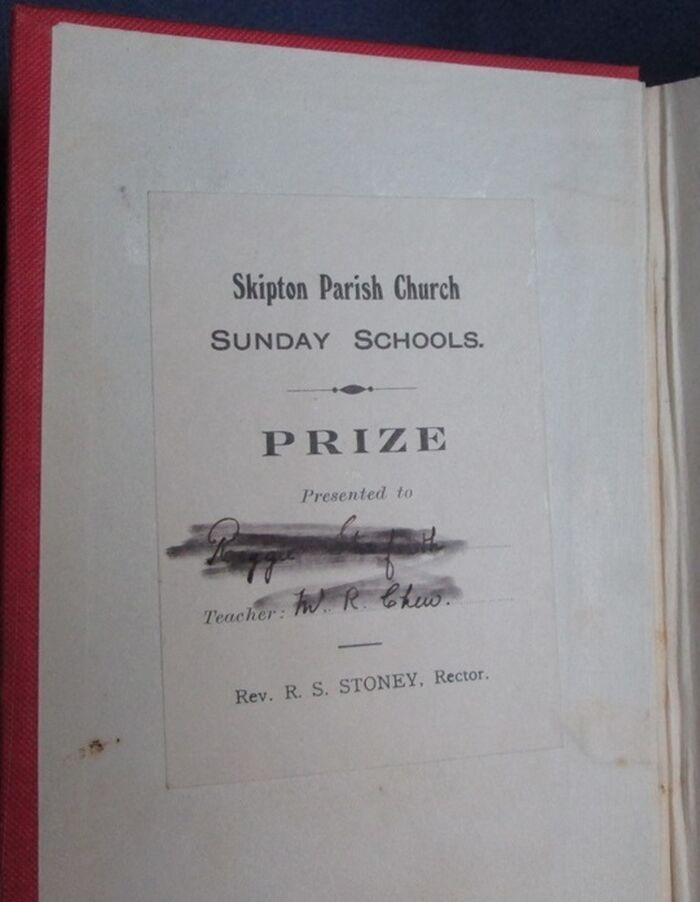 Skipton Parish Church
SUNDAY SCHOOLS.
PRIZE
Presented to
Teacher: W. R. Chew.
Rev. R. S. STONEY, Rector.